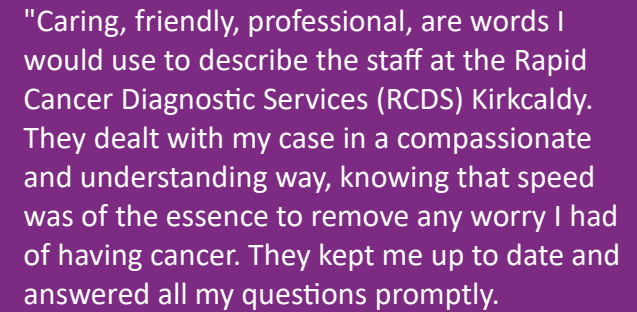 "Caring, friendly, professional, are words I
would use to describe the staff at the Rapid
Cancer Diagnostic Services (RCDS) Kirkcaldy.
They dealt with my case in a compassionate
and understanding way, knowing that speed
was of the essence to remove any worry I had
of having cancer. They kept me up to date and
answered all my questions promptly.